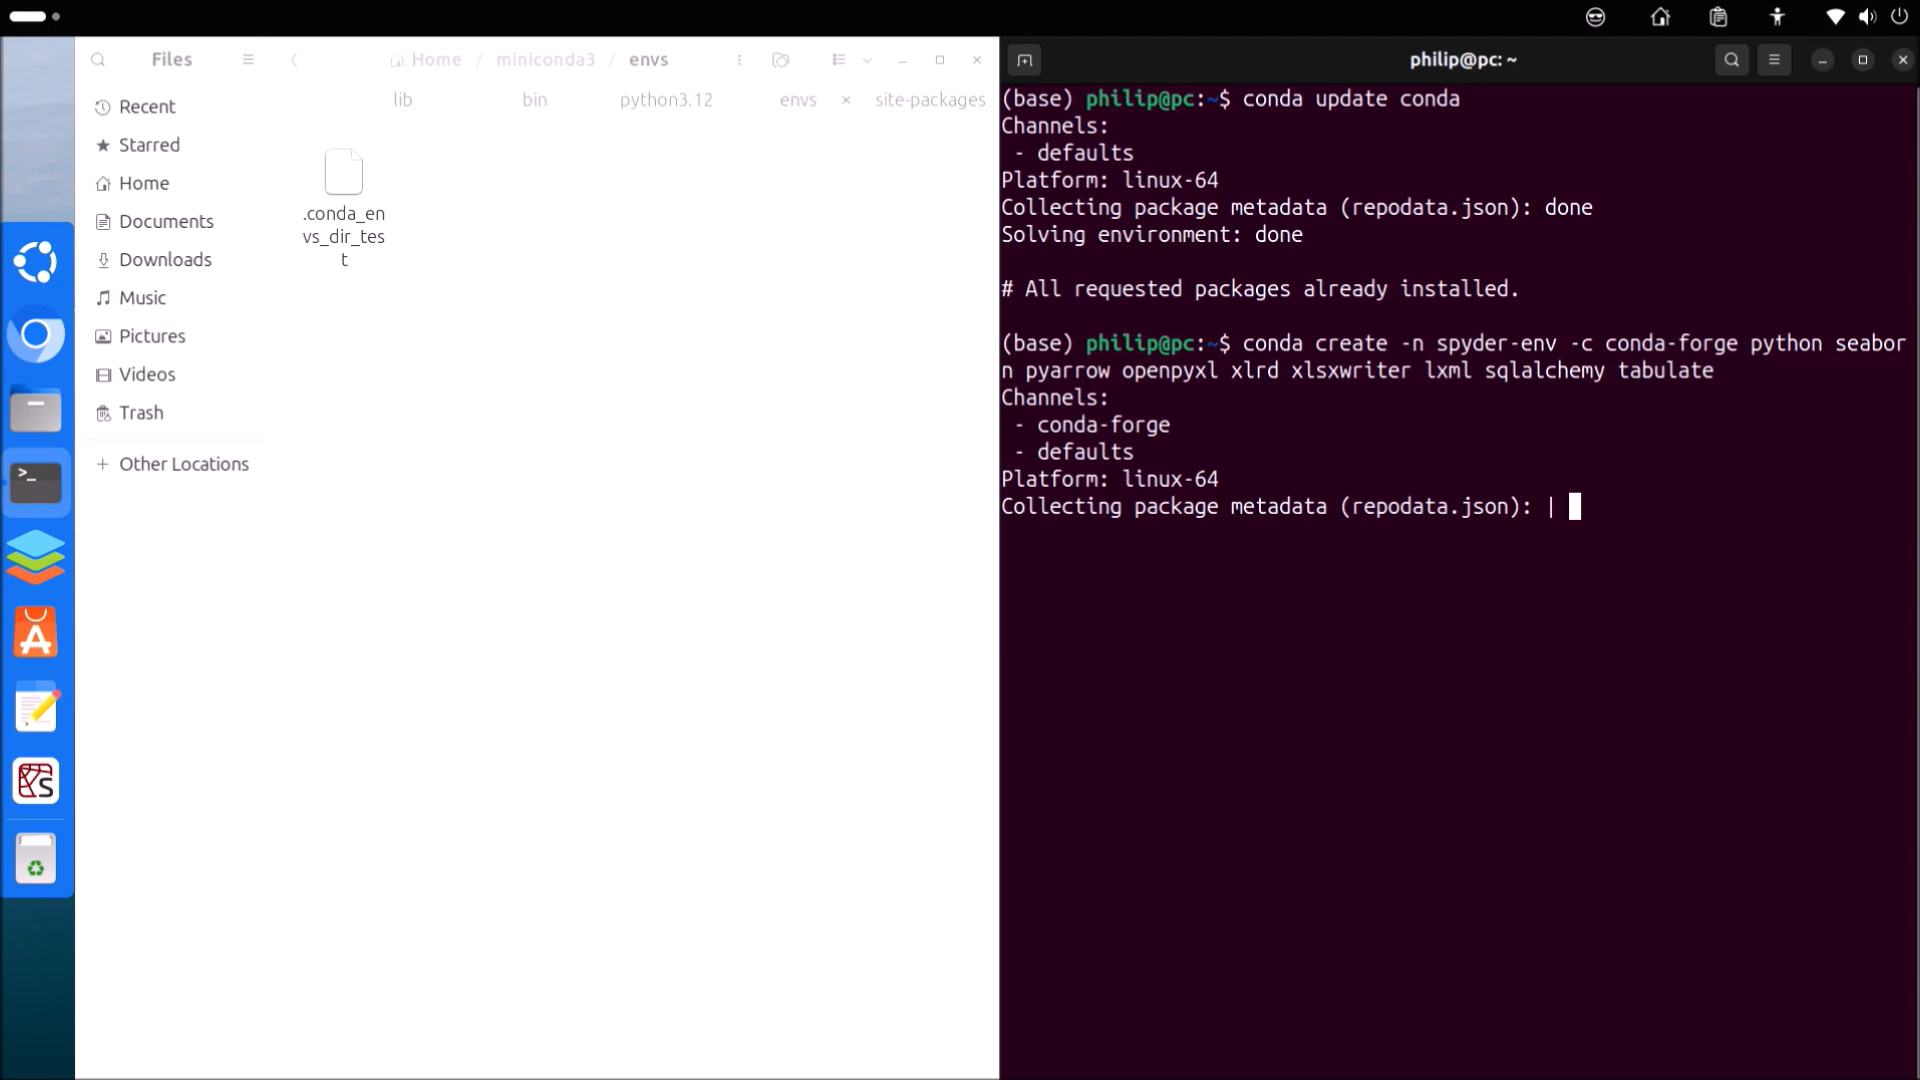 Files
Home / miniconda3 / envs
lib bin python3.12 envs × site-packages
Recent
Starred
Home
Documents
Downloads
Music
Pictures
Videos
Trash
+ Other Locations
.conda_en
vs_dir_tes
t
philip@pc: ~
(base) philip@pc:~$ conda update conda
Channels:
- defaults
Platform: linux-64
Collecting package metadata (repodata.json): done
Solving environment: done
# All requested packages already installed.
(base) philip@pc:~$ conda create -n spyder-env -c conda-forge python seabor
n pyarrow openpyxl xlrd xlsxwriter lxml sqlalchemy tabulate
Channels:
- conda-forge
- defaults
Platform: linux-64
Collecting package metadata (repodata.json): |